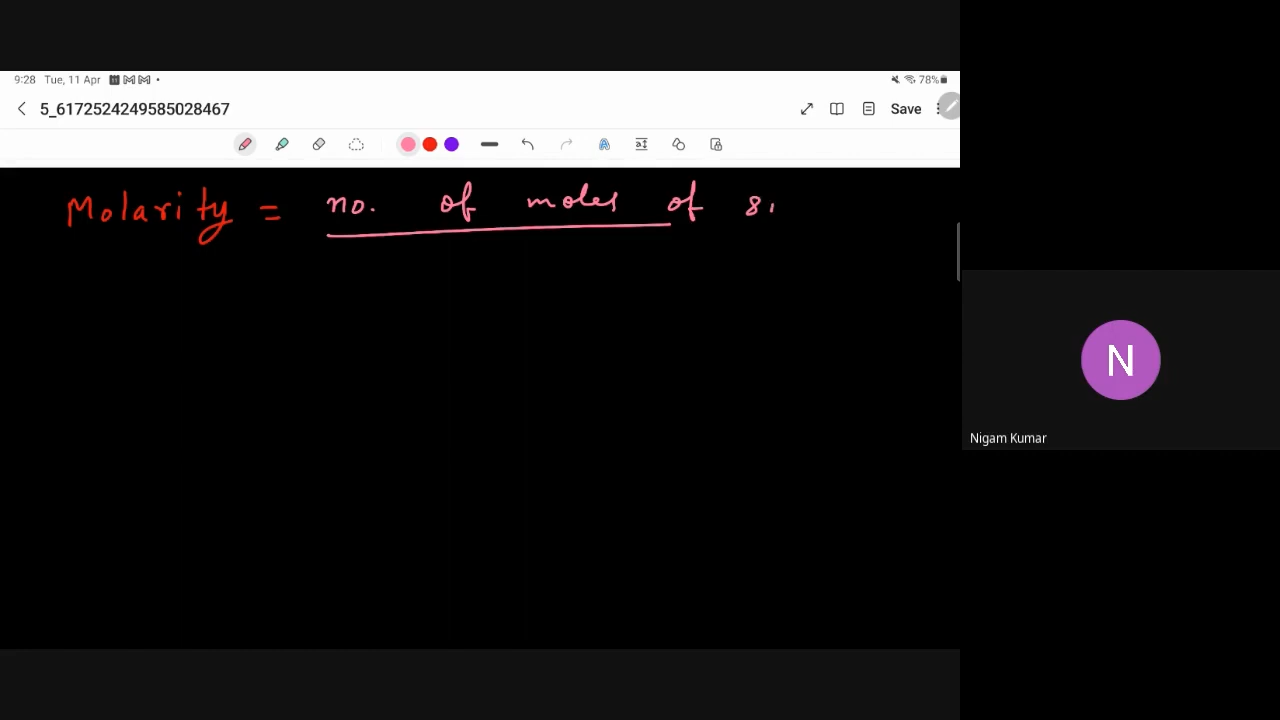 9:28 Tue, 11 Apr 78%
5_6172524249585028467
Save
Molarity = no. of moles of s
N
Nigam Kumar